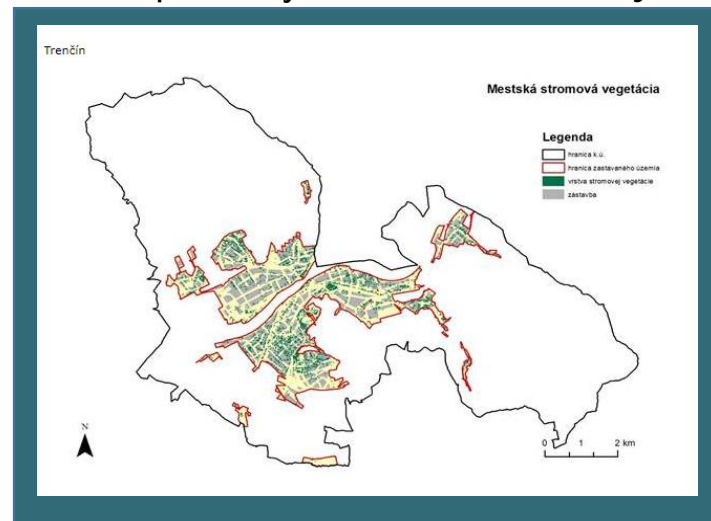 Trenčín
Mestská stromová vegetácia
Legenda
hranica k.ú.
hranica zastavaného územia
vrstva stromovej vegetácie
zástavba
N
0 1 2 km